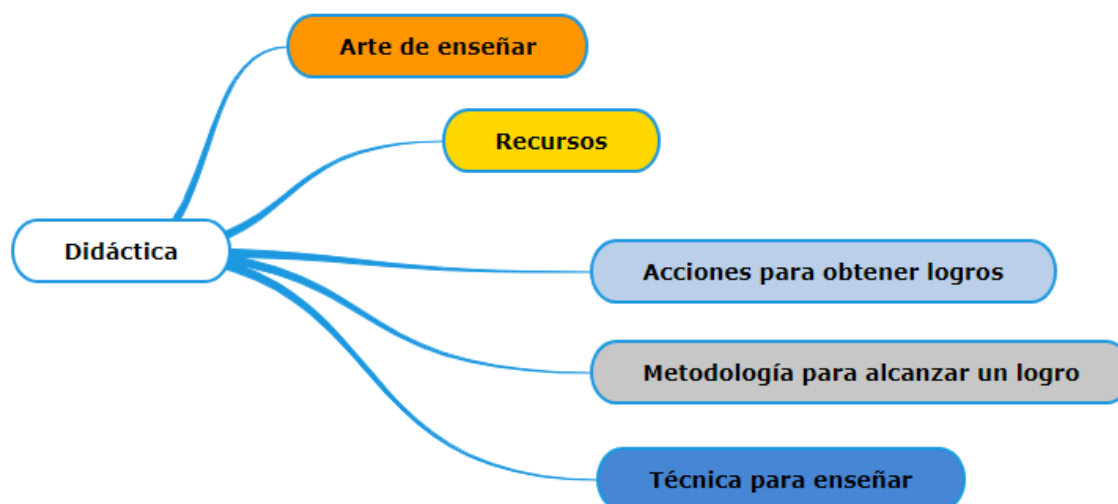 Arte de enseñar
Recursos
Didáctica
Acciones para obtener logros
Metodología para alcanzar un logro
Técnica para enseñar